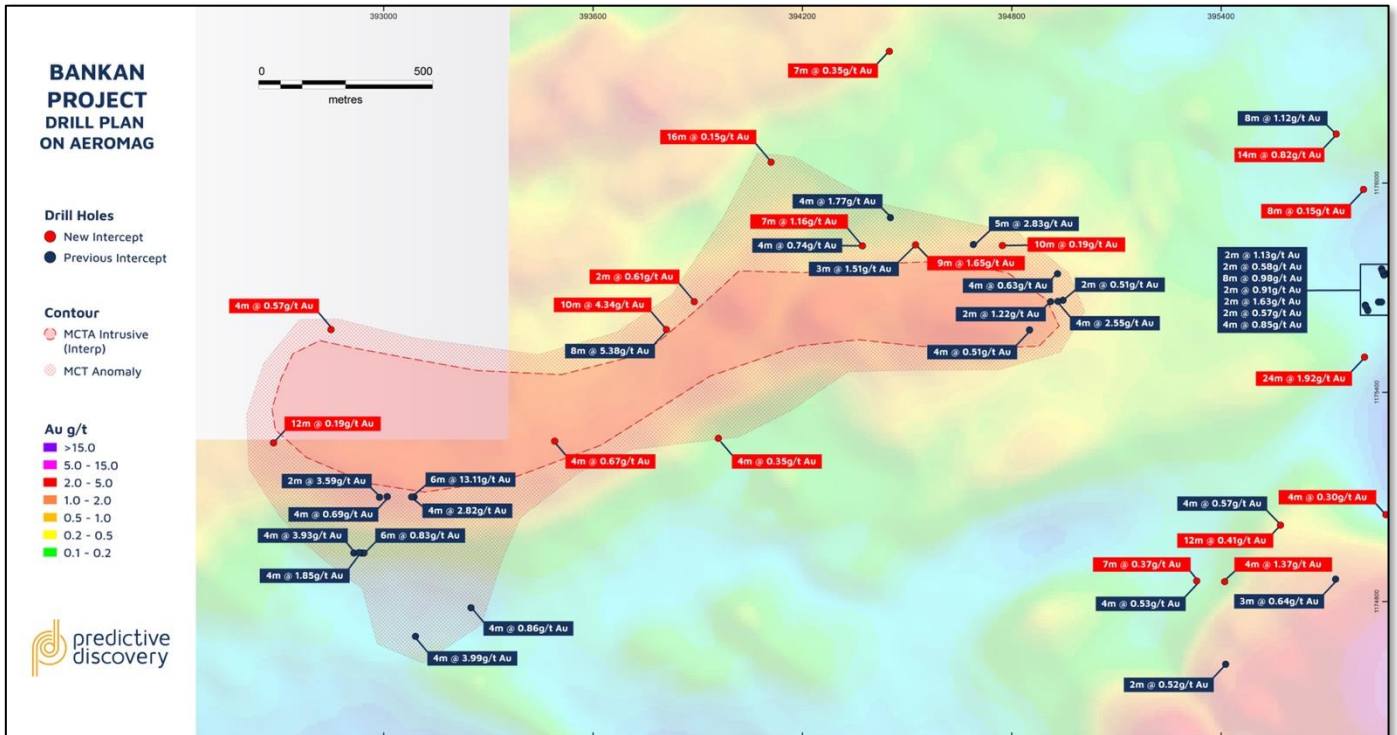 393000
393600
394200
394800
395400
BANKAN
PROJECT
DRILL PLAN
ON AEROMAG
0
500
metres
Drill Holes
New Intercept
Previous Intercept
Contour
MCTA Intrusive
(Interp)
MCT Anomaly
Au g/t
>15.0
5.0 - 15.0
2.0 - 5.0
1.0 - 2.0
0.5 - 1.0
0.2 - 0.5
0.1 - 0.2
predictive
discovery
7m @ 0.35g/t Au
16m @ 0.15g/t Au
8m @ 1.12g/t Au
14m @ 0.82g/t Au
1176000
8m @ 0.15g/t Au
4m @ 1.77g/t Au
7m @ 1.16g/t Au
5m @ 2.83g/t Au
4m @ 0.74g/t Au
10m @ 0.19g/t Au
3m @ 1.51g/t Au
9m @ 1.65g/t Au
2m @ 1.13g/t Au
2m @ 0.58g/t Au
8m @ 0.98g/t Au
2m @ 0.91g/t Au
2m @ 1.63g/t Au
2m @ 0.57g/t Au
4m @ 0.85g/t Au
2m @ 0.61g/t Au
4m @ 0.63g/t Au
2m @ 0.51g/t Au
4m @ 0.57g/t Au
10m @ 4.34g/t Au
2m @ 1.22g/t Au
4m @ 2.55g/t Au
8m @ 5.38g/t Au
4m @ 0.51g/t Au
24m @ 1.92g/t Au
1175400
12m @ 0.19g/t Au
4m @ 0.67g/t Au
4m @ 0.35g/t Au
2m @ 3.59g/t Au
6m @ 13.11g/t Au
4m @ 0.69g/t Au
4m @ 2.82g/t Au
4m @ 0.57g/t Au
4m @ 0.30g/t Au
4m @ 3.93g/t Au
6m @ 0.83g/t Au
12m @ 0.41g/t Au
4m @ 1.85g/t Au
7m @ 0.37g/t Au
4m @ 1.37g/t Au
4m @ 0.53g/t Au
3m @ 0.64g/t Au
1174800
4m @ 0.86g/t Au
4m @ 3.99g/t Au
2m @ 0.52g/t Au